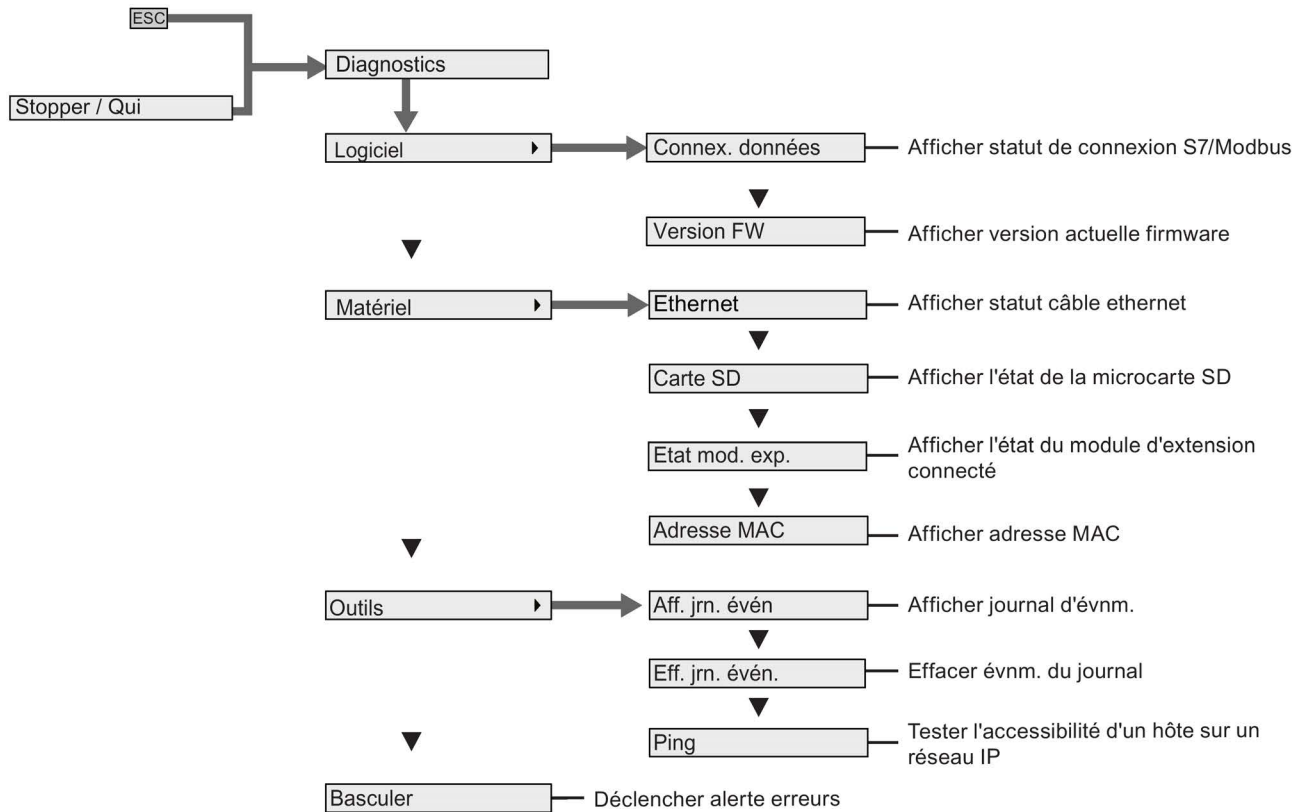 ESC
Diagnostics
Stopper / Qui
Logiciel
Connex. données
Afficher statut de connexion S7/Modbus
Version FW
Afficher version actuelle firmware
Matériel
Ethernet
Afficher statut câble ethernet
Carte SD
Afficher l'état de la microcarte SD
Etat mod. exp.
Afficher l'état du module d'extension
connecté
Adresse MAC
Afficher adresse MAC
Outils
Aff. jrn. évén
Afficher journal d'évnm.
Eff. jrn. évén.
Effacer évnm. du journal
Ping
Tester l'accessibilité d'un hôte sur un
réseau IP
Basculer
Déclencher alerte erreurs